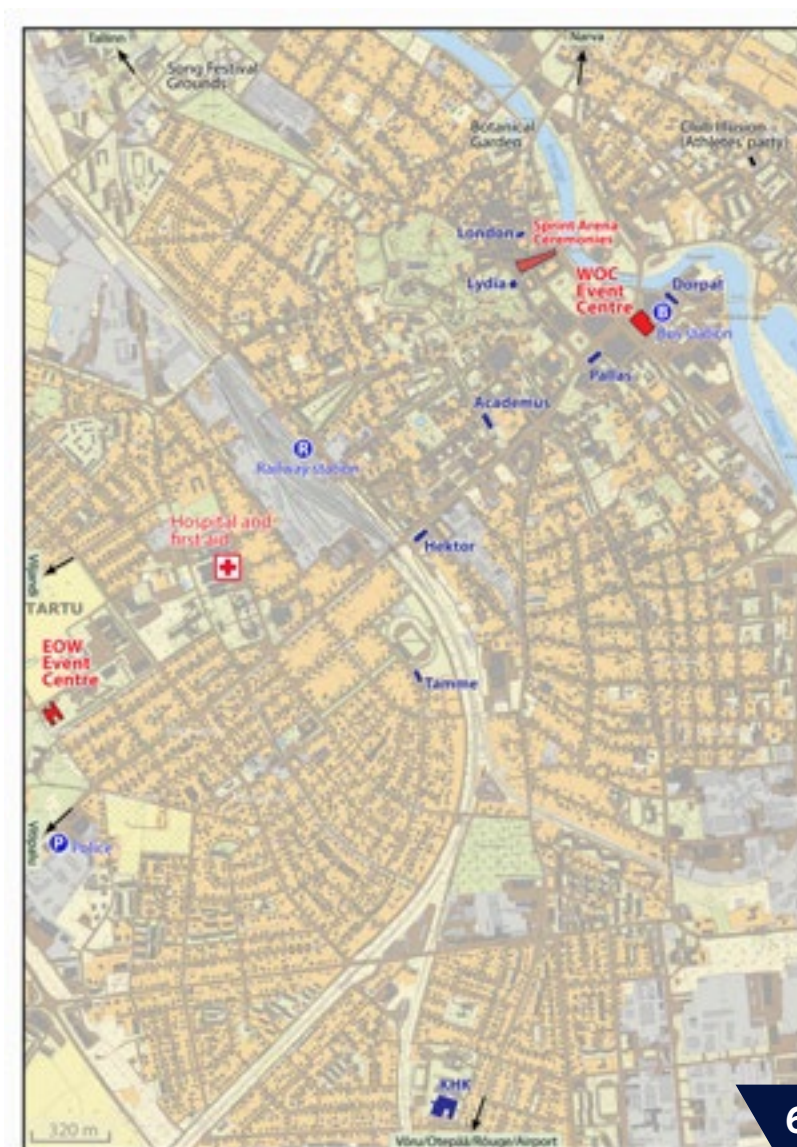 Tallinn
Narva
Song Festival
Grounds
Botanical
Garden
Club Illusion
(Athletes' party)
London
Sprint Arena
Ceremonies
Lydia
WOC
Event
Centre
Dorpat
B
Bus station
Pallas
Academus
R
Railway station
Hospital and
first aid
Hektor
Viljandi
TARTU
EOW
Event
Centre
Tamme
P
Police
KHK
320 m
Võru/Otepää/Rõuge/Airport
6